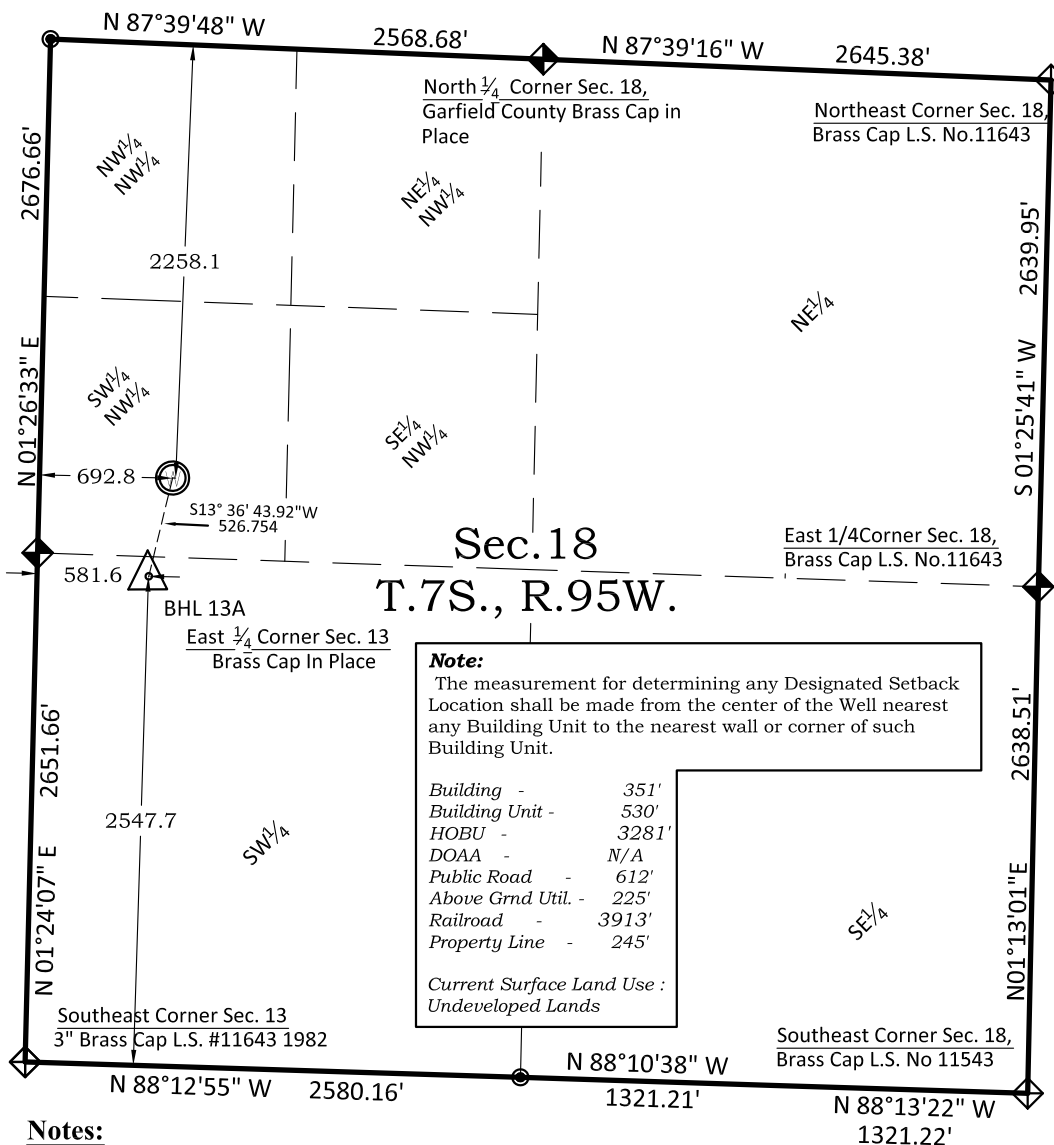 N 87°39'48" W
2568.68'
N 87°39'16" W
2645.38'
North ¼ Corner Sec. 18,
Garfield County Brass Cap in
Place
Northeast Corner Sec. 18,
Brass Cap L.S. No.11643
2676.66'
NW¼
NW¼
NE¼
NW¼
2639.95'
2258.1
NE¼
N 01°26'33" E
SW¼
NW¼
SE¼
NW¼
S 01°25'41" W
692.8
S13° 36' 43.92"W
526.754
Sec.18
T.7S., R.95W.
East 1/4Corner Sec. 18,
Brass Cap L.S. No.11643
581.6
BHL 13A
East ¼ Corner Sec. 13
Brass Cap In Place
Note:
The measurement for determining any Designated Setback
Location shall be made from the center of the Well nearest
any Building Unit to the nearest wall or corner of such
Building Unit.
Building - 351'
Building Unit - 530'
HOBU - 3281'
DOAA - N/A
Public Road - 612'
Above Grnd Util. - 225'
Railroad - 3913'
Property Line - 245'
Current Surface Land Use :
Undeveloped Lands
2651.66'
2638.51'
2547.7
SW¼
N 01°24'07" E
SE¼
N01°13'01"E
Southeast Corner Sec. 13
3" Brass Cap L.S. #11643 1982
Southeast Corner Sec. 18,
Brass Cap L.S. No 11543
N 88°12'55" W
2580.16'
N 88°10'38" W
1321.21'
N 88°13'22" W
1321.22'
Notes: